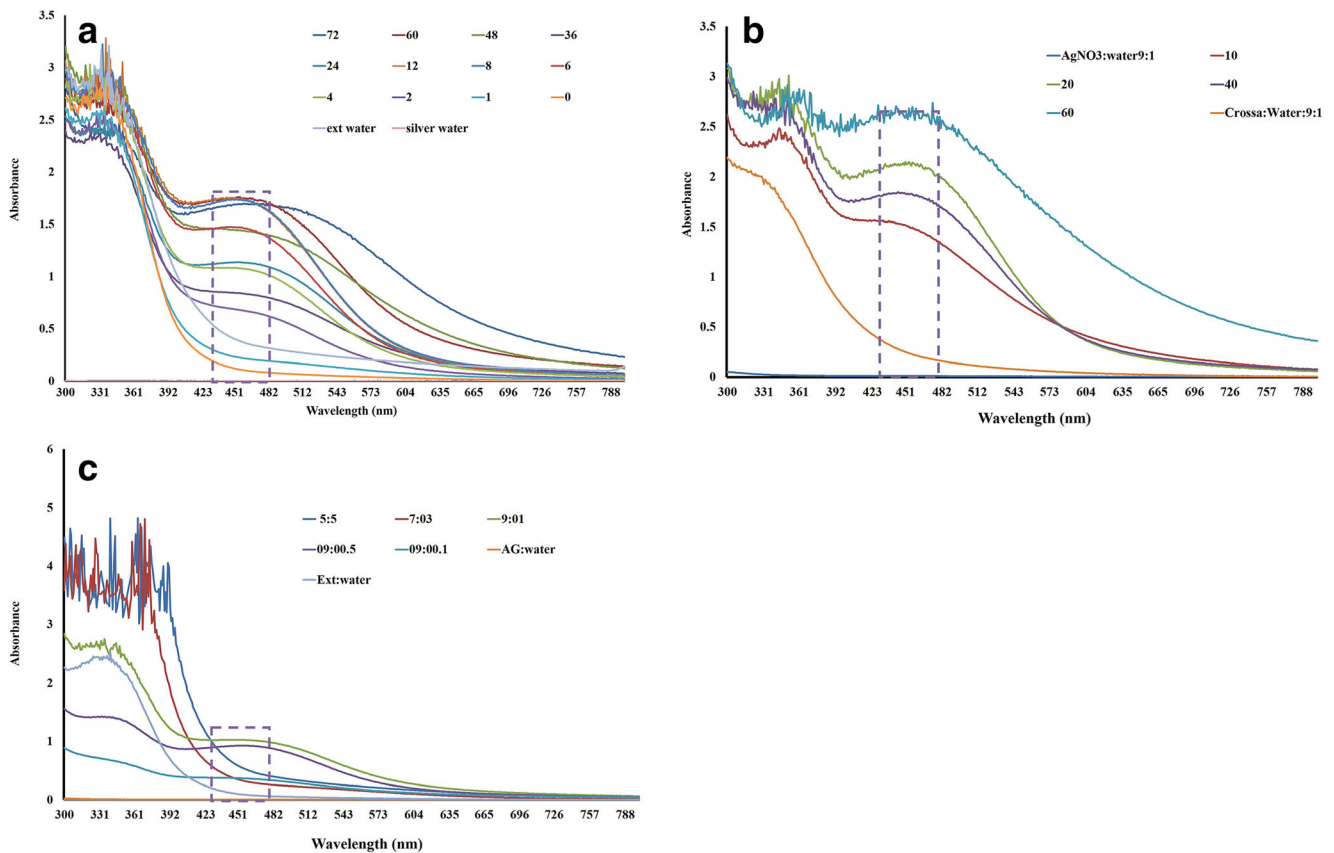 a
3.5
3
2.5
2
1.5
1
0.5
0
Absorbance
72 60 48 36
24 12 8 6
4 2 1 0
ext water silver water
300 331 361 392 423 451 482 512 543 573 604 635 665 696 727 757 788
Wavelength (nm)
b
3.5
3
2.5
2
1.5
1
0.5
0
Absorbance
AgNO3:water9:1 10
20 40
60 Crossa:Water:9:1
300 331 361 392 423 451 482 512 543 573 604 635 665 696 727 757 788
Wavelength (nm)
c
6
5
4
3
2
1
0
Absorbance
5:5 7:03 9:01
09:00.5 09:00.1 AG:water
Ext:water
300 331 361 392 423 451 482 512 543 573 604 635 665 696 727 757 788
Wavelength (nm)